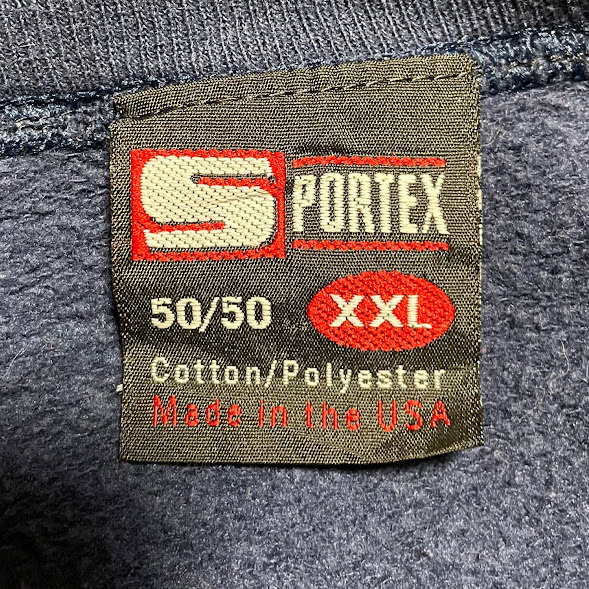 SPORTEX
50/50 XXL
Cotton/Polyester
Made in the USA